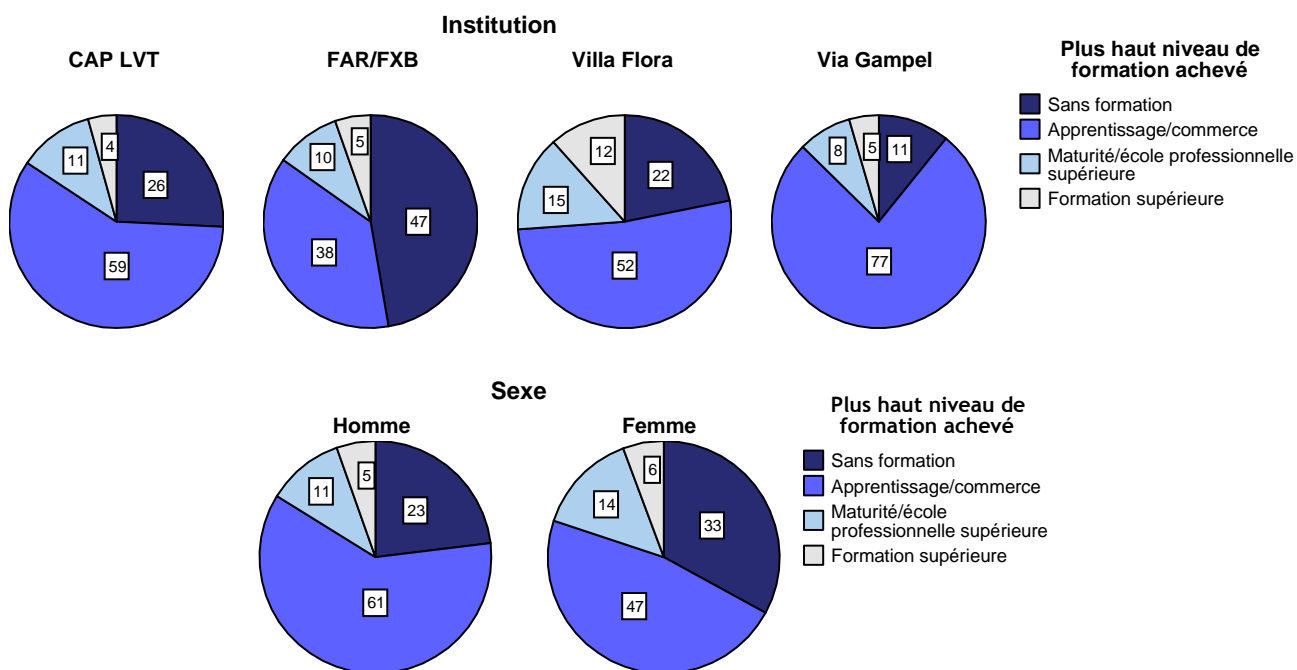 Institution
CAP LVT
FAR/FXB
Villa Flora
Via Gampel
Plus haut niveau de
formation achevé
Sans formation
Apprentissage/commerce
Maturité/école professionnelle
supérieure
Formation supérieure
4
11
26
59
5
10
47
38
12
15
22
52
5
8
11
77
Sexe
Homme
Femme
Plus haut niveau de
formation achevé
Sans formation
Apprentissage/commerce
Maturité/école
professionnelle supérieure
Formation supérieure
5
11
23
61
6
14
33
47